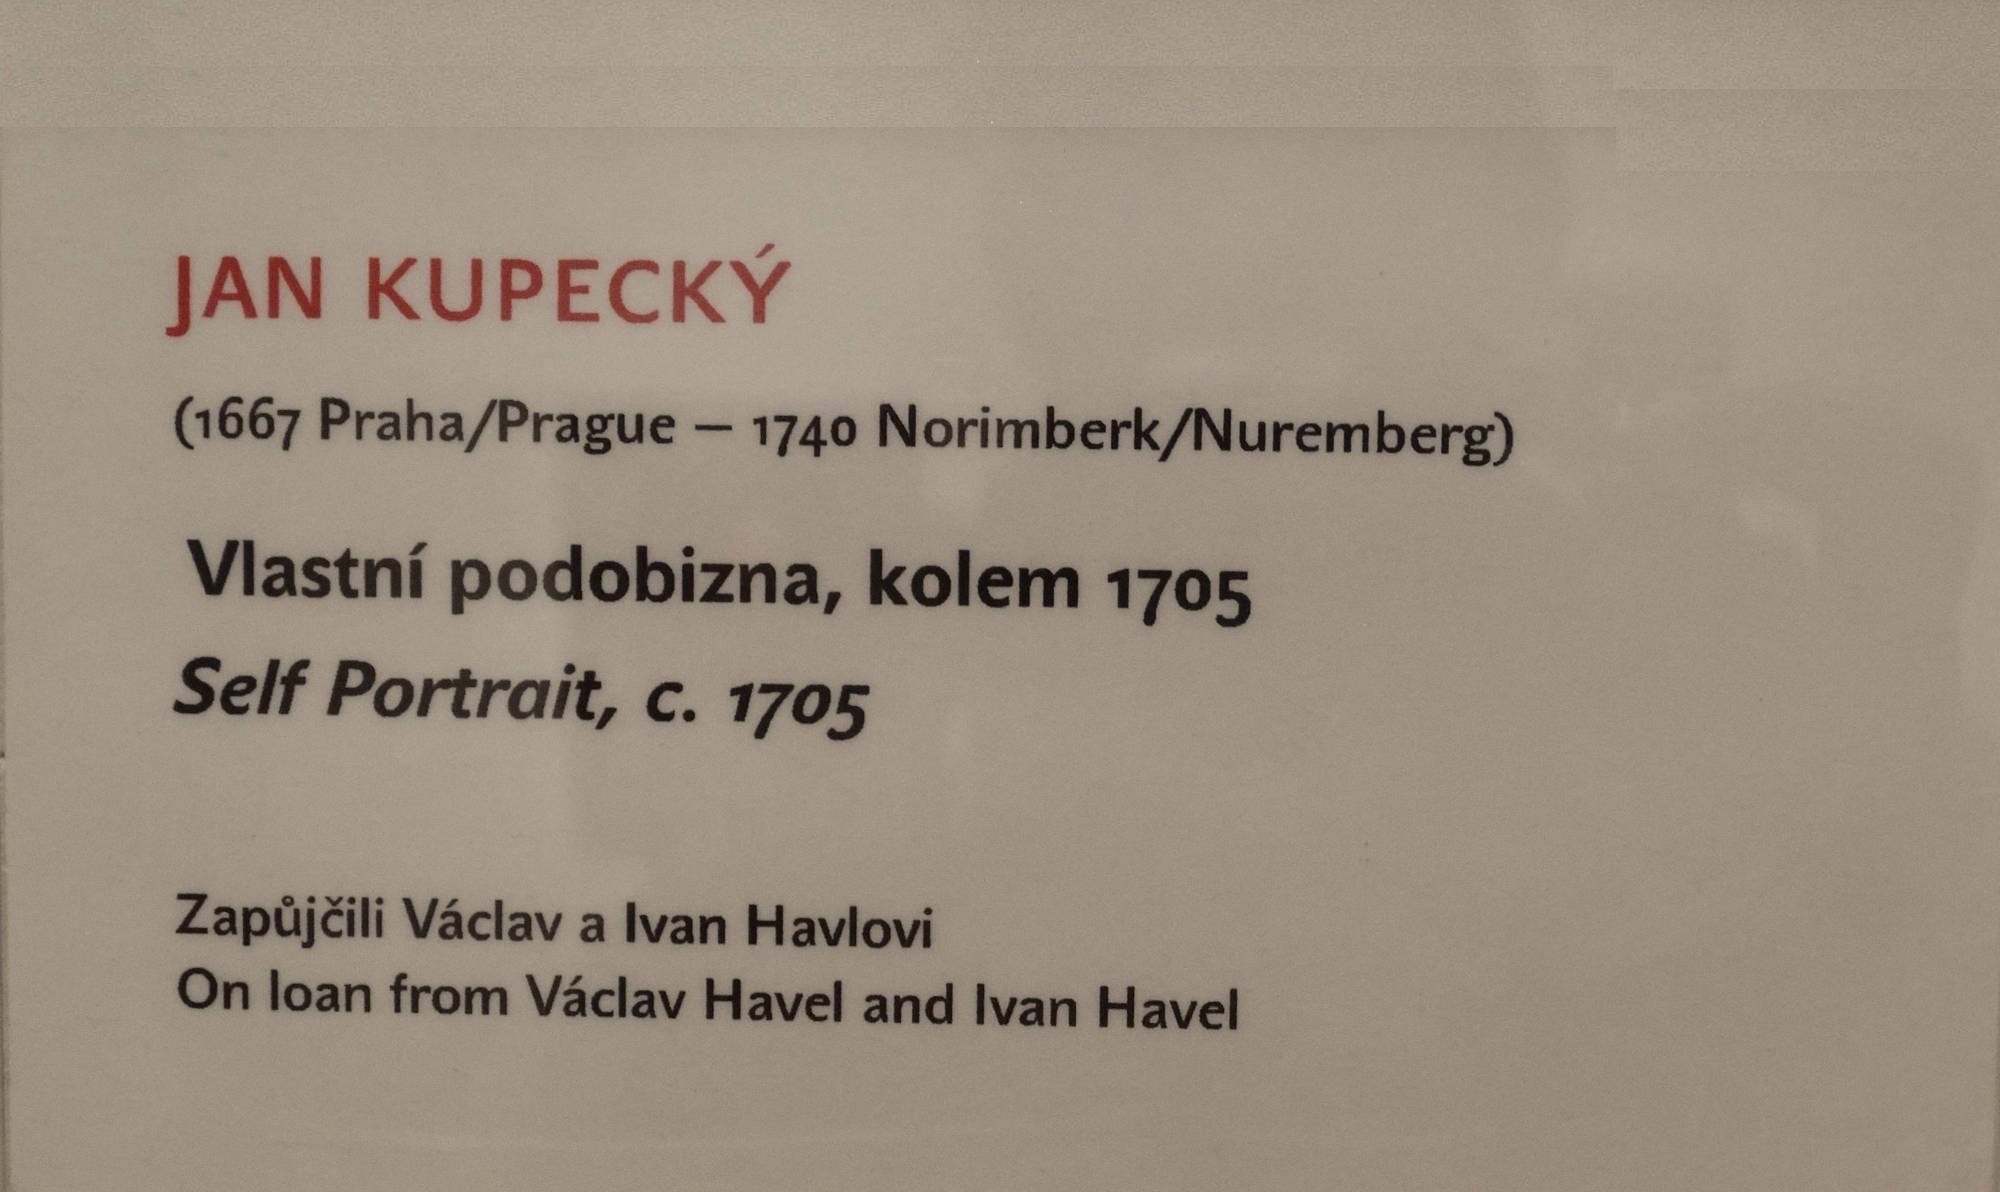 JAN KUPECKÝ
(1667 Praha/Prague – 1740 Norimberk/Nuremberg)
Vlastní podobizna, kolem 1705
Self Portrait, c. 1705
Zapůjčili Václav a Ivan Havlovi
On loan from Václav Havel and Ivan Havel